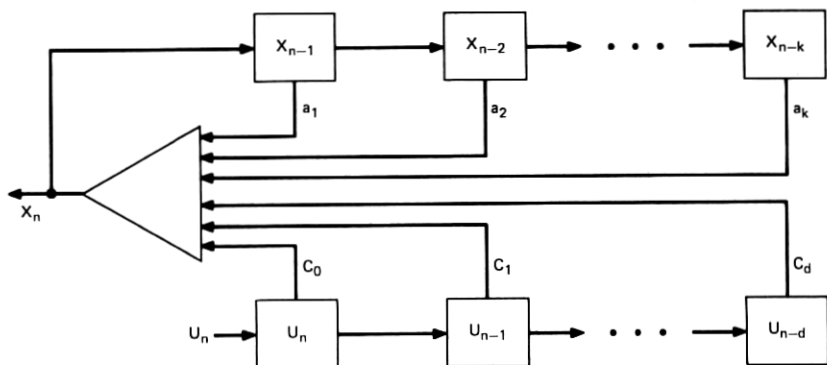 X_{n-1} X_{n-2} X_{n-k}
a_1 a_2 a_k
X_n
C_0 C_1 C_d
U_n U_n U_{n-1} U_{n-d}